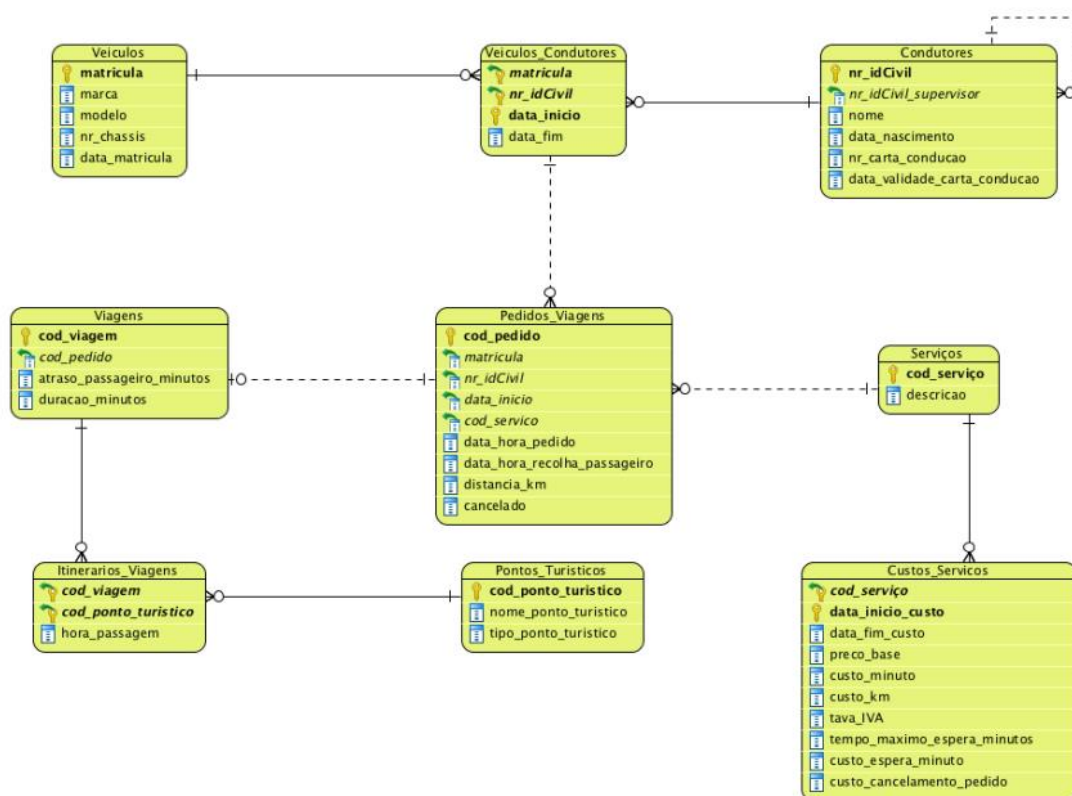 Veiculos
matricula
marca
modelo
nr_chassis
data_matricula
Veiculos_Condutores
matricula
nr_idCivil
data_inicio
data_fim
Condutores
nr_idCivil
nr_idCivil_supervisor
nome
data_nascimento
nr_carta_conducao
data_validade_carta_conducao
Viagens
cod_viagem
cod_pedido
atraso_passageiro_minutos
duracao_minutos
Pedidos_Viagens
cod_pedido
matricula
nr_idCivil
data_inicio
cod_servico
data_hora_pedido
data_hora_recolha_passageiro
distancia_km
cancelado
Serviços
cod_serviço
descricao
Itinerarios_Viagens
cod_viagem
cod_ponto_turistico
hora_passagem
Pontos_Turisticos
cod_ponto_turistico
nome_ponto_turistico
tipo_ponto_turistico
Custos_Servicos
cod_serviço
data_inicio_custo
data_fim_custo
preco_base
custo_minuto
custo_km
tava_IVA
tempo_maximo_espera_minutos
custo_espera_minuto
custo_cancelamento_pedido